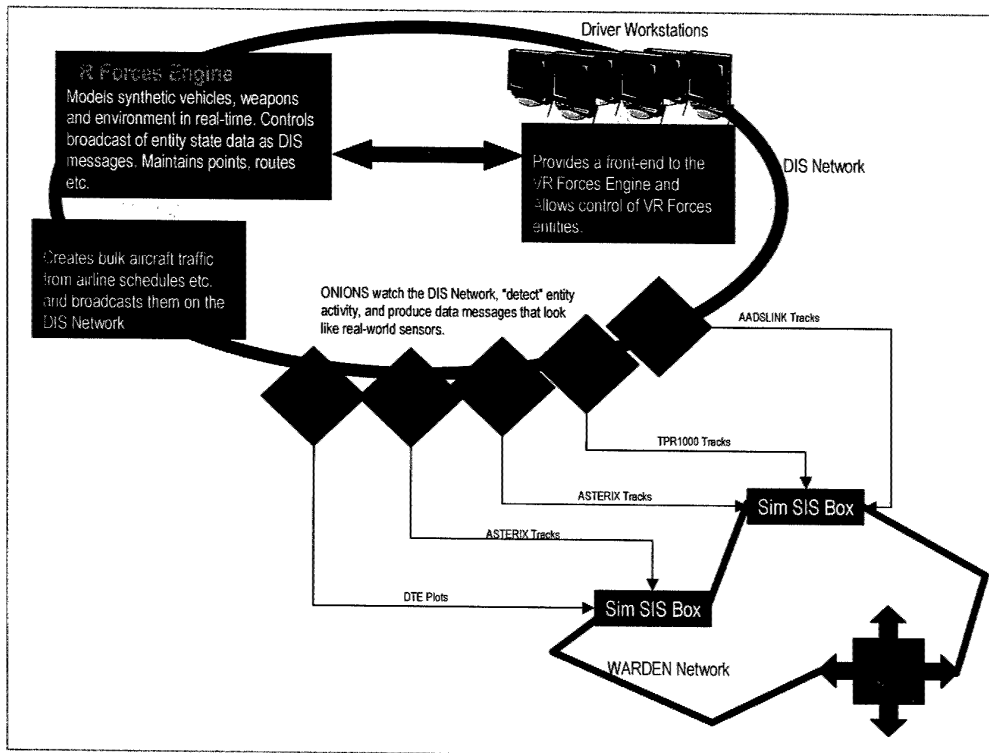 Driver Workstations
R Forces Engine
Models synthetic vehicles, weapons
and environment in real-time. Controls
broadcast of entity state data as DIS
messages. Maintains points, routes
etc.
Provides a front-end to the
VR Forces Engine and
Allows control of VR Forces
entities.
DIS Network
Creates bulk aircraft traffic
from airline schedules etc.
and broadcasts them on the
DIS Network
ONIONS watch the DIS Network, "detect" entity
activity, and produce data messages that look
like real-world sensors.
AADSLINK Tracks
TPR1000 Tracks
ASTERIX Tracks
Sim SIS Box
ASTERIX Tracks
DTE Plots
Sim SIS Box
WARDEN Network